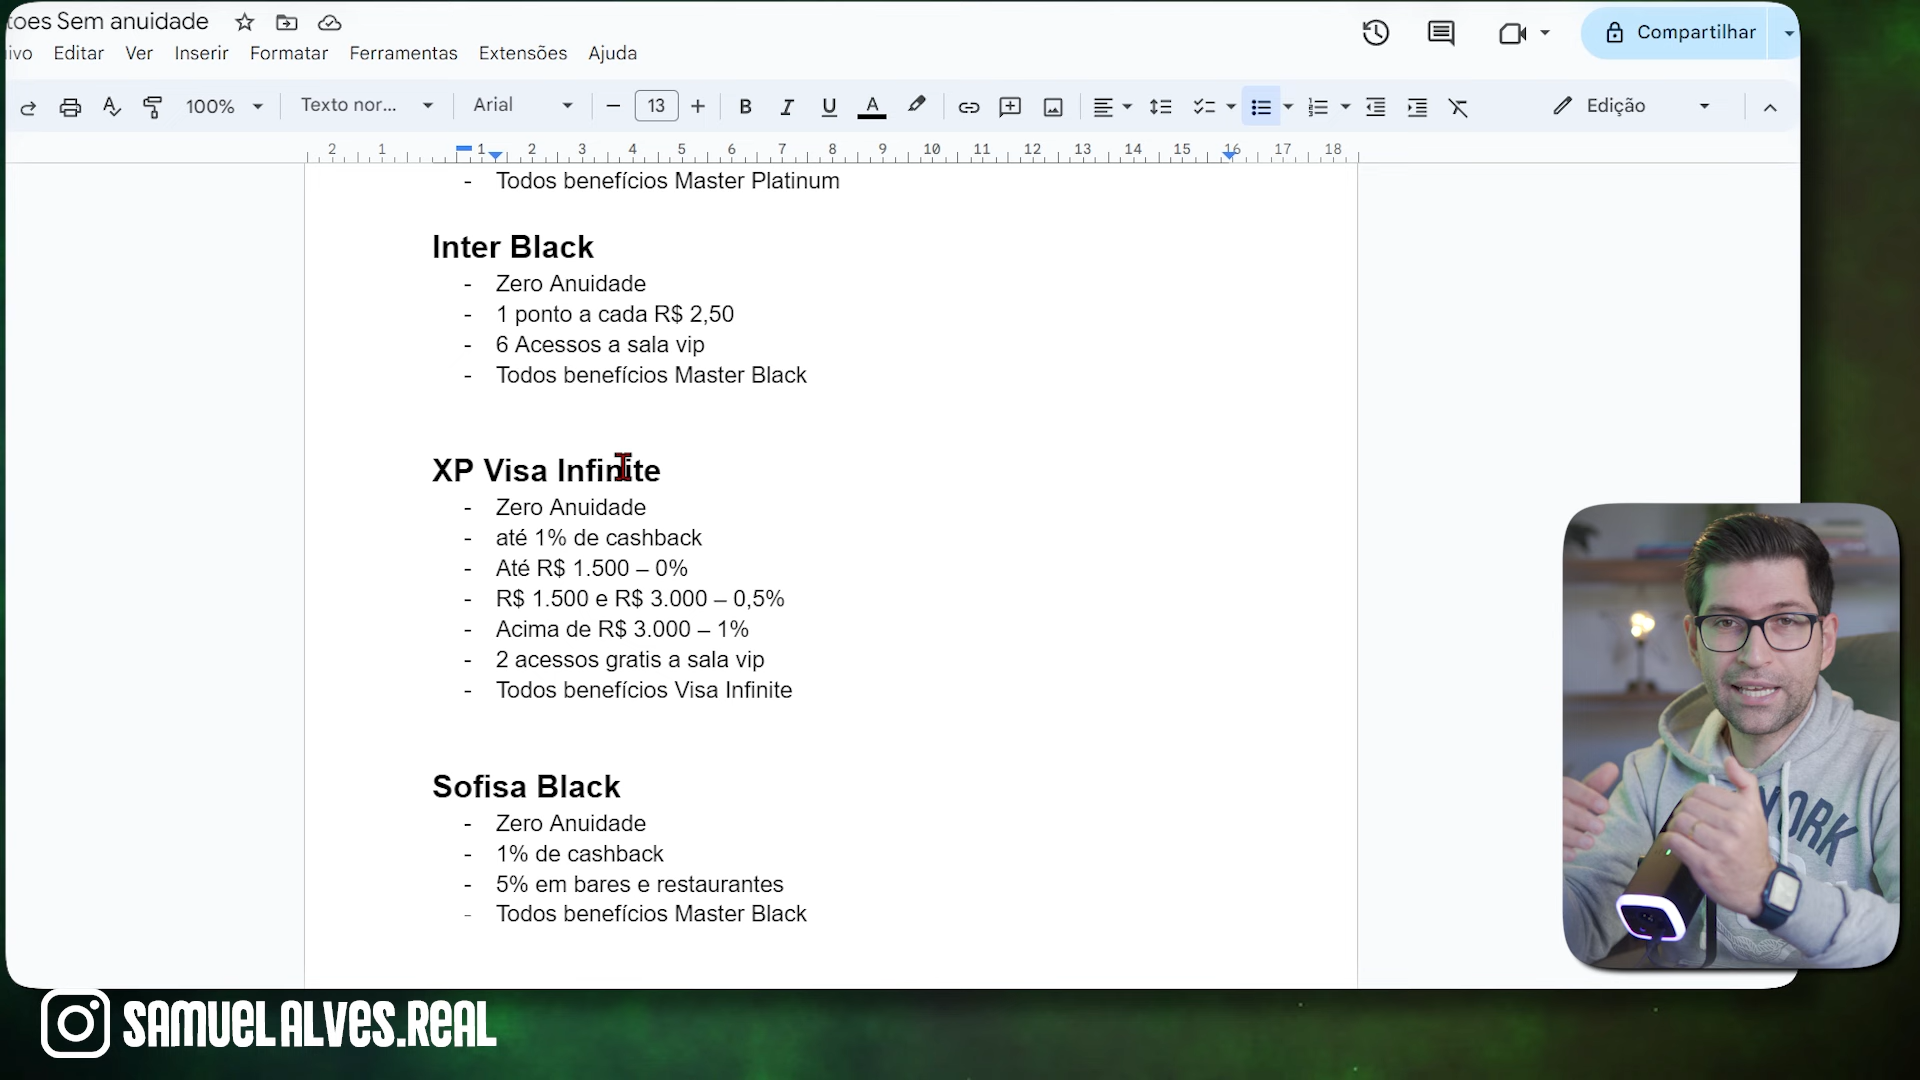 toes Sem anuidade
ivo Editar Ver Inserir Formatar Ferramentas Extensões Ajuda
Compartilhar
100% Texto nor... Arial 13 Edição
2 1 1 2 3 4 5 6 7 8 9 10 11 12 13 14 15 16 17 18
- Todos benefícios Master Platinum
Inter Black
- Zero Anuidade
- 1 ponto a cada R$ 2,50
- 6 Acessos a sala vip
- Todos benefícios Master Black
XP Visa Infinite
- Zero Anuidade
- até 1% de cashback
- Até R$ 1.500 – 0%
- R$ 1.500 e R$ 3.000 – 0,5%
- Acima de R$ 3.000 – 1%
- 2 acessos gratis a sala vip
- Todos benefícios Visa Infinite
Sofisa Black
- Zero Anuidade
- 1% de cashback
- 5% em bares e restaurantes
- Todos benefícios Master Black
SAMUEL ALVES.REAL